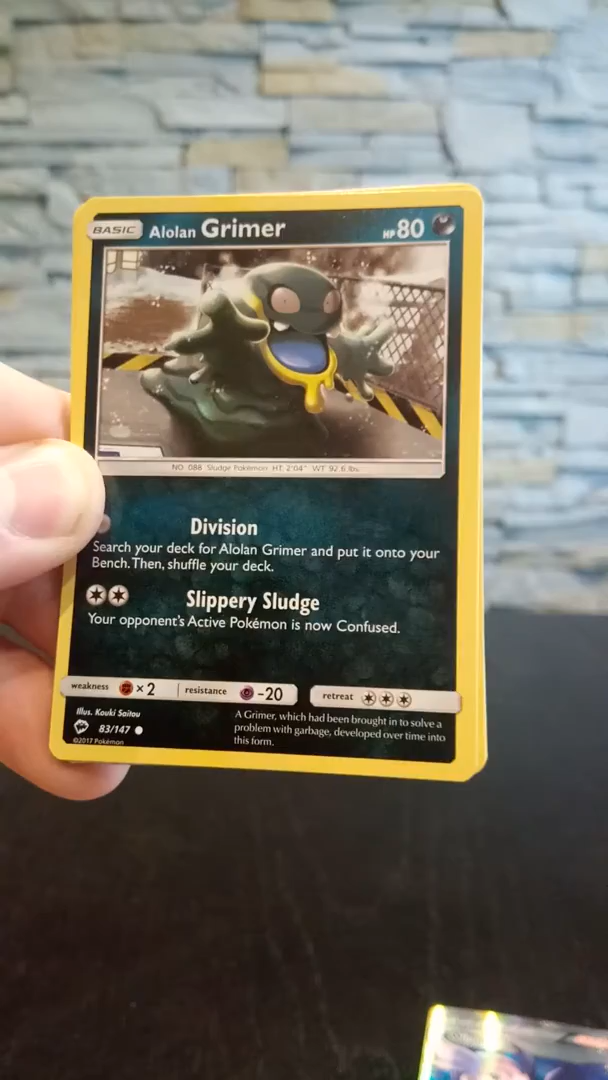 BASIC Alolan Grimer HP 80
NO. 088 Sludge Pokémon HT. 2'04" WT. 92.6 lbs.
Division
Search your deck for Alolan Grimer and put it onto your
Bench. Then, shuffle your deck.
Slippery Sludge
Your opponent's Active Pokémon is now Confused.
weakness ×2 resistance -20 retreat
Illus. Kouki Saitou
83/147
©2017 Pokémon
A Grimer, which had been brought in to solve a
problem with garbage, developed over time into
this form.